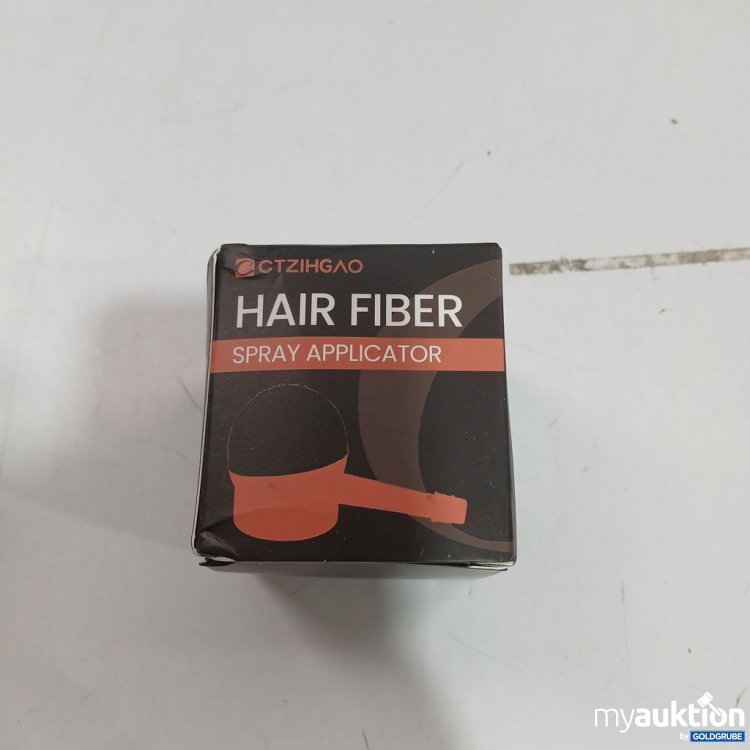 CTZIHGAO
HAIR FIBER
SPRAY APPLICATOR
myauktion
by GOLDGRUBE